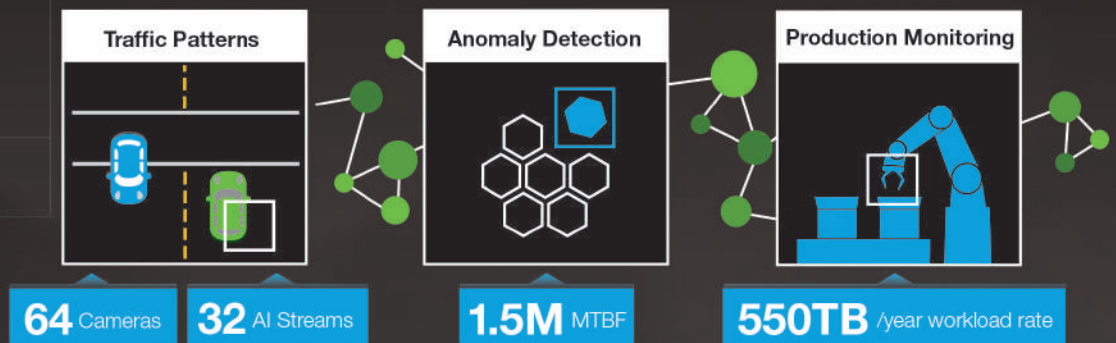 Traffic Patterns
Anomaly Detection
Production Monitoring
64 Cameras
32 AI Streams
1.5M MTBF
550TB /year workload rate